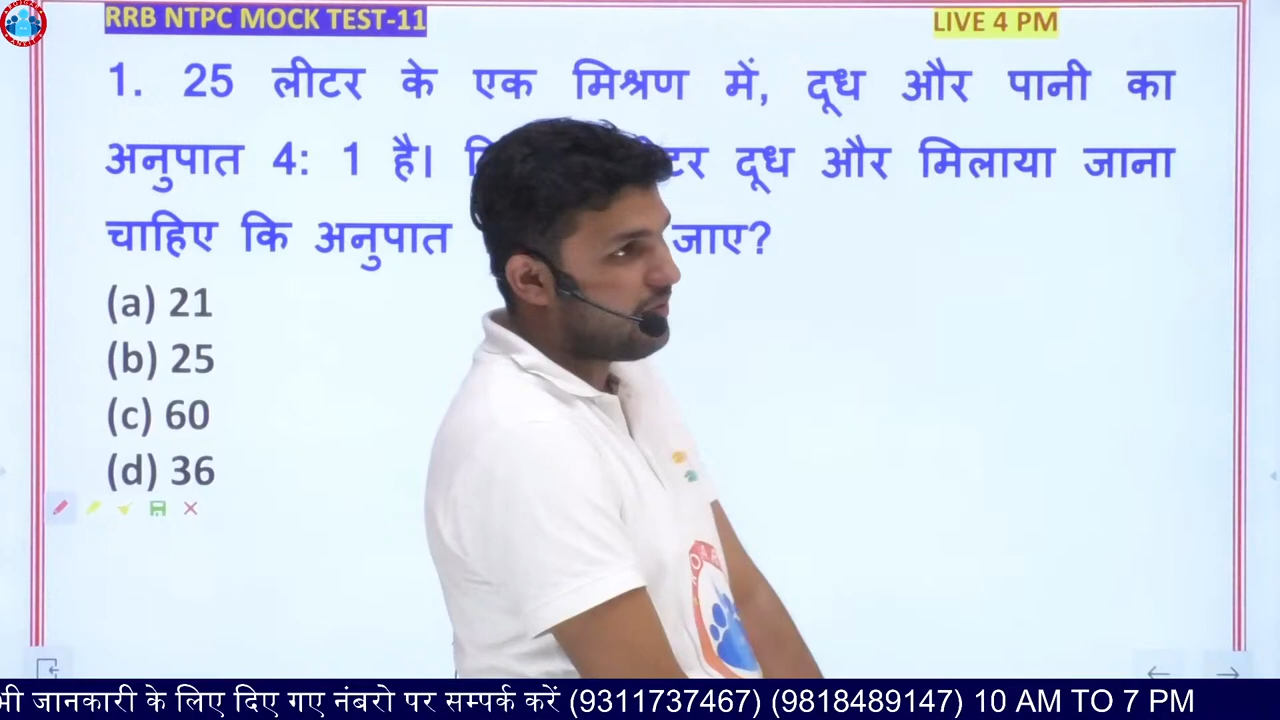 RRB NTPC MOCK TEST-11
LIVE 4 PM
1. 25 लीटर के एक मिश्रण में, दूध और पानी का
अनुपात 4: 1 है। दूध और मिलाया जाना
चाहिए कि अनुपात जाए?
(a) 21
(b) 25
(c) 60
(d) 36
जानकारी के लिए दिए गए नंबरो पर सम्पर्क करें (9311737467) (9818489147) 10 AM TO 7 PM